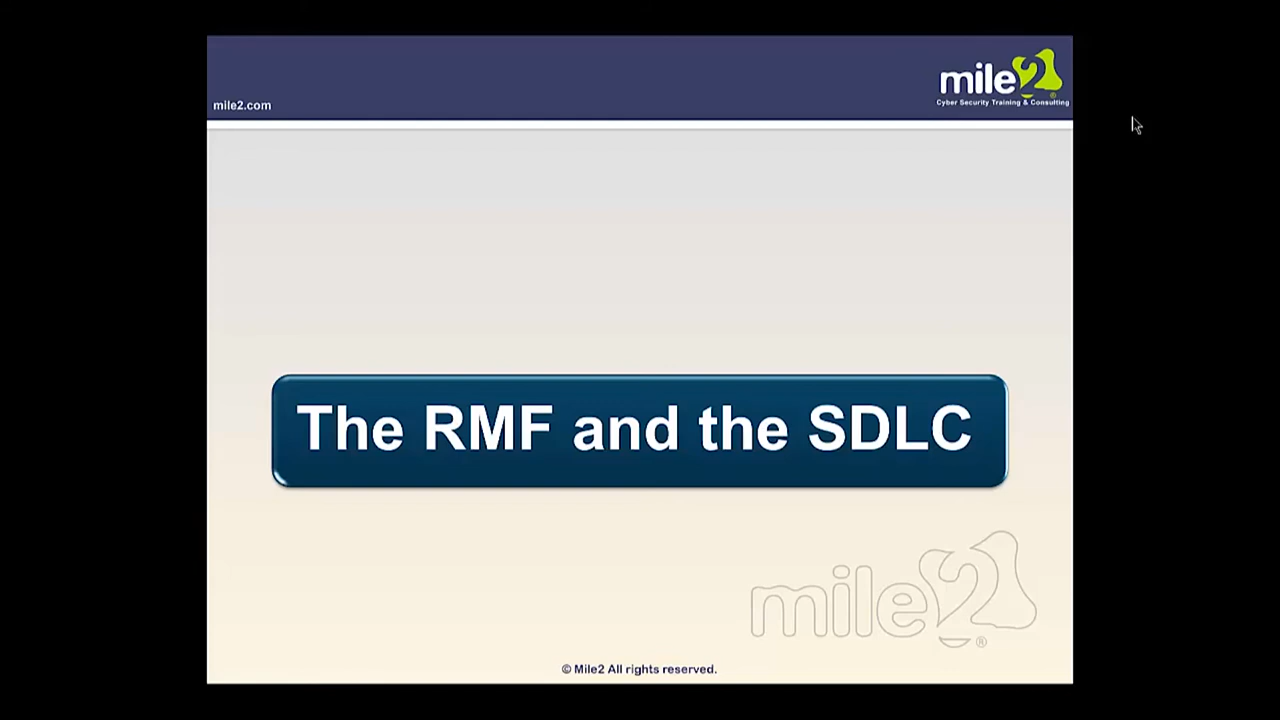 mile2
Cyber Security Training & Consulting
mile2.com
The RMF and the SDLC
mile2
© Mile2 All rights reserved.